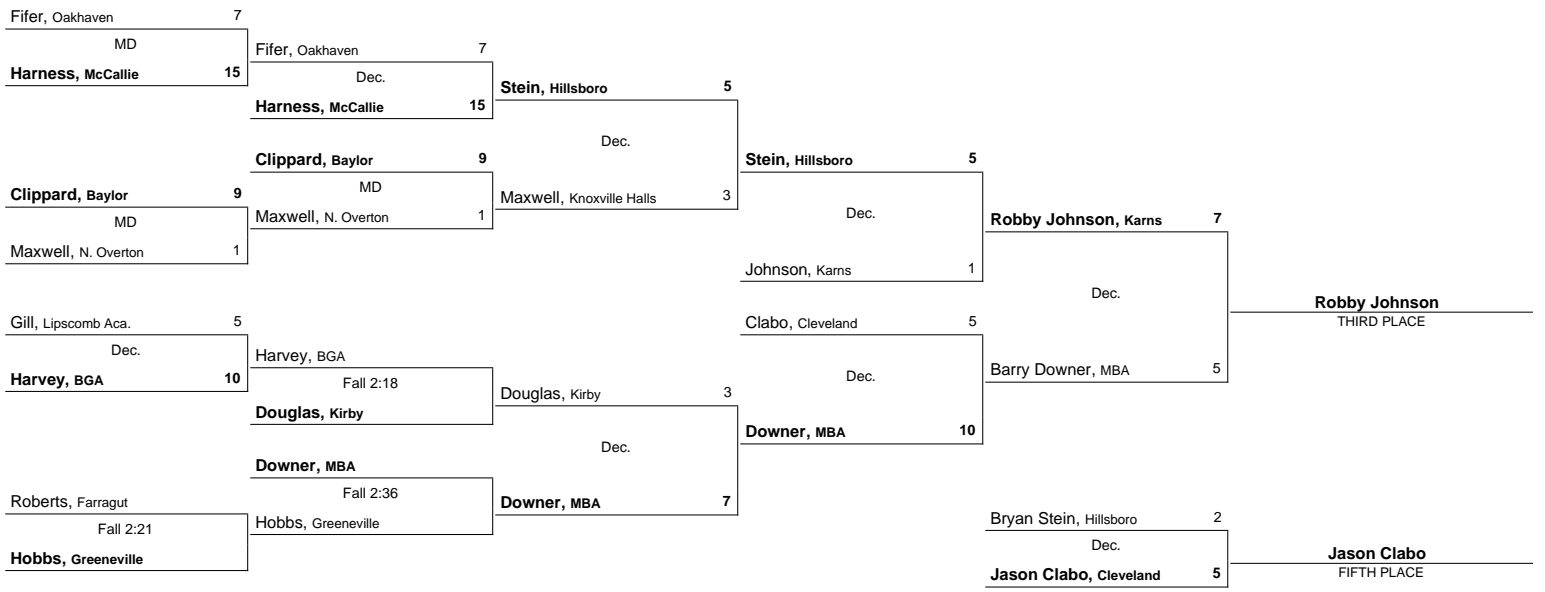 Fifer, Oakhaven 7
MD
Harness, McCallie 15
Clippard, Baylor 9
MD
Maxwell, N. Overton 1
Gill, Lipscomb Aca. 5
Dec.
Harvey, BGA 10
Roberts, Farragut
Fall 2:21
Hobbs, Greeneville
Fifer, Oakhaven 7
Dec.
Harness, McCallie 15
Clippard, Baylor 9
MD
Maxwell, N. Overton 1
Harvey, BGA
Fall 2:18
Douglas, Kirby
Downer, MBA
Fall 2:36
Hobbs, Greeneville
Stein, Hillsboro 5
Dec.
Maxwell, Knoxville Halls 3
Douglas, Kirby 3
Dec.
Downer, MBA 7
Stein, Hillsboro 5
Dec.
Johnson, Karns 1
Clabo, Cleveland 5
Dec.
Downer, MBA 10
Robby Johnson, Karns 7
Dec.
Barry Downer, MBA 5
Robby Johnson
THIRD PLACE
Bryan Stein, Hillsboro 2
Dec.
Jason Clabo, Cleveland 5
Jason Clabo
FIFTH PLACE